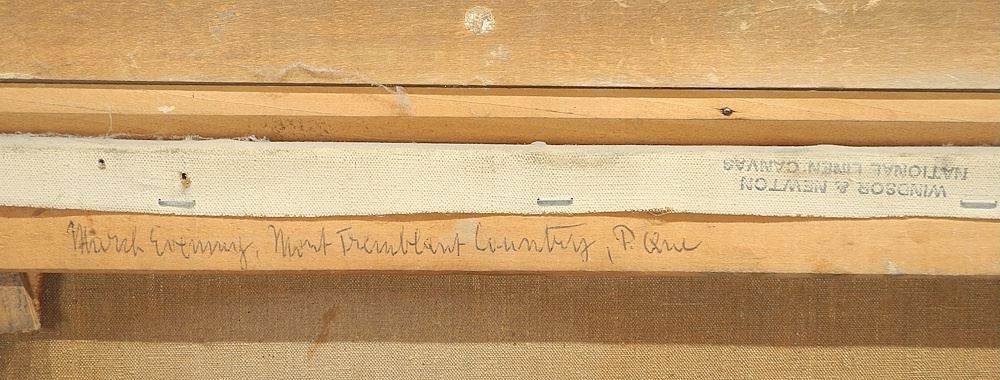 WINDSOR & NEWTON
NATIONAL LINEN CANVAS
March Evening, Mont Tremblant Country, P. Que